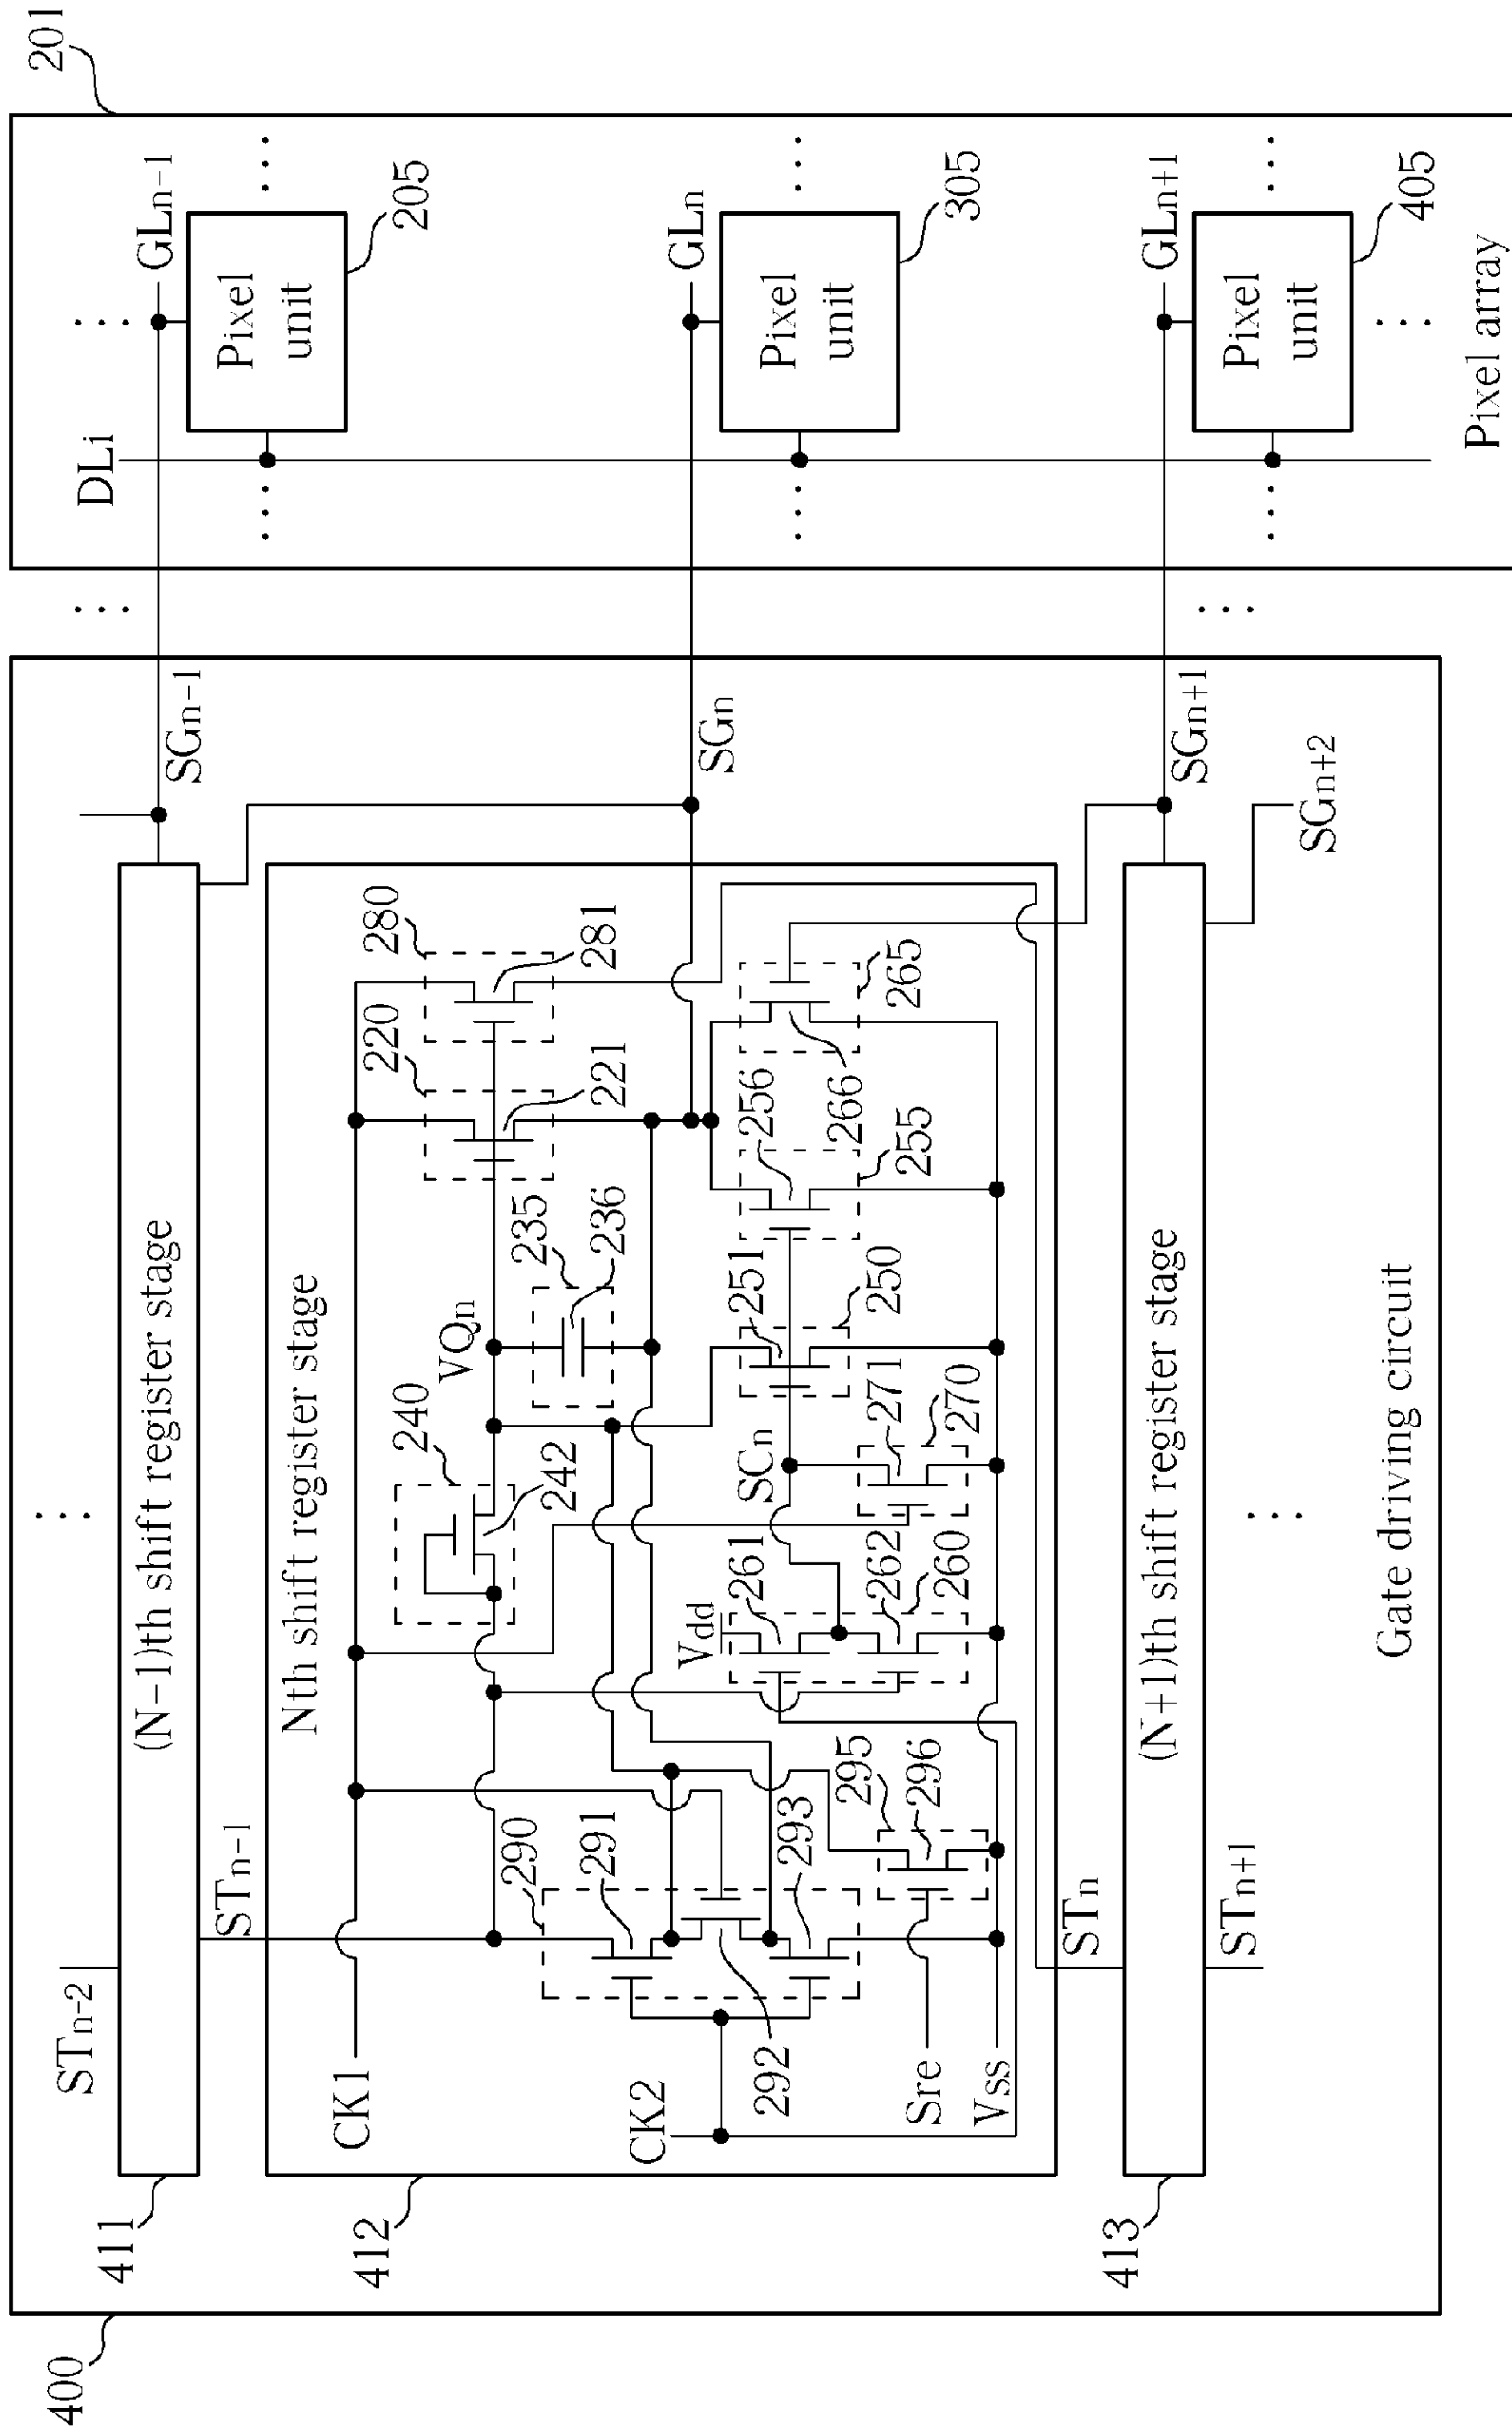 400
411
412
413
(N-1)th shift register stage
Nth shift register stage
(N+1)th shift register stage
Gate driving circuit
STn-2
STn-1
STn
STn+1
CK1
CK2
Sre
Vss
Vdd
VQn
SCn
290
291
292
293
295
296
240
242
235
236
220
221
280
281
261
262
260
271
270
251
250
256
255
266
265
SGn-1
SGn
SGn+1
SGn+2
201
DLi
GLn-1
GLn
GLn+1
Pixel
unit
205
Pixel
unit
305
Pixel
unit
405
Pixel array